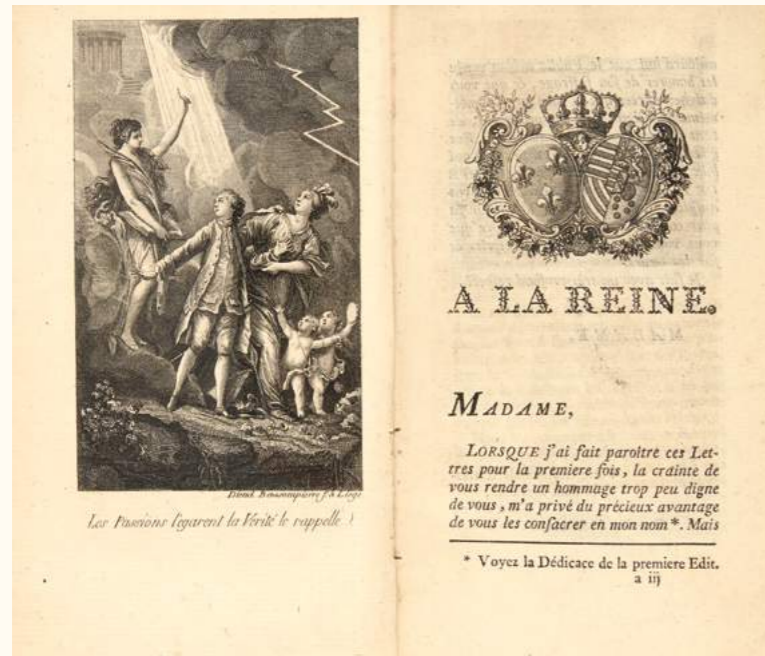 Les Passions l'egarent la Verité le rappelle
A LA REINE.
MADAME,
LORSQUE j'ai fait paroître ces Let-
tres pour la premiere fois, la crainte de
vous rendre un hommage trop peu digne
de vous, m'a privé du précieux avantage
de vous les consacrer en mon nom*. Mais
* Voyez la Dédicace de la premiere Edit.
a iij